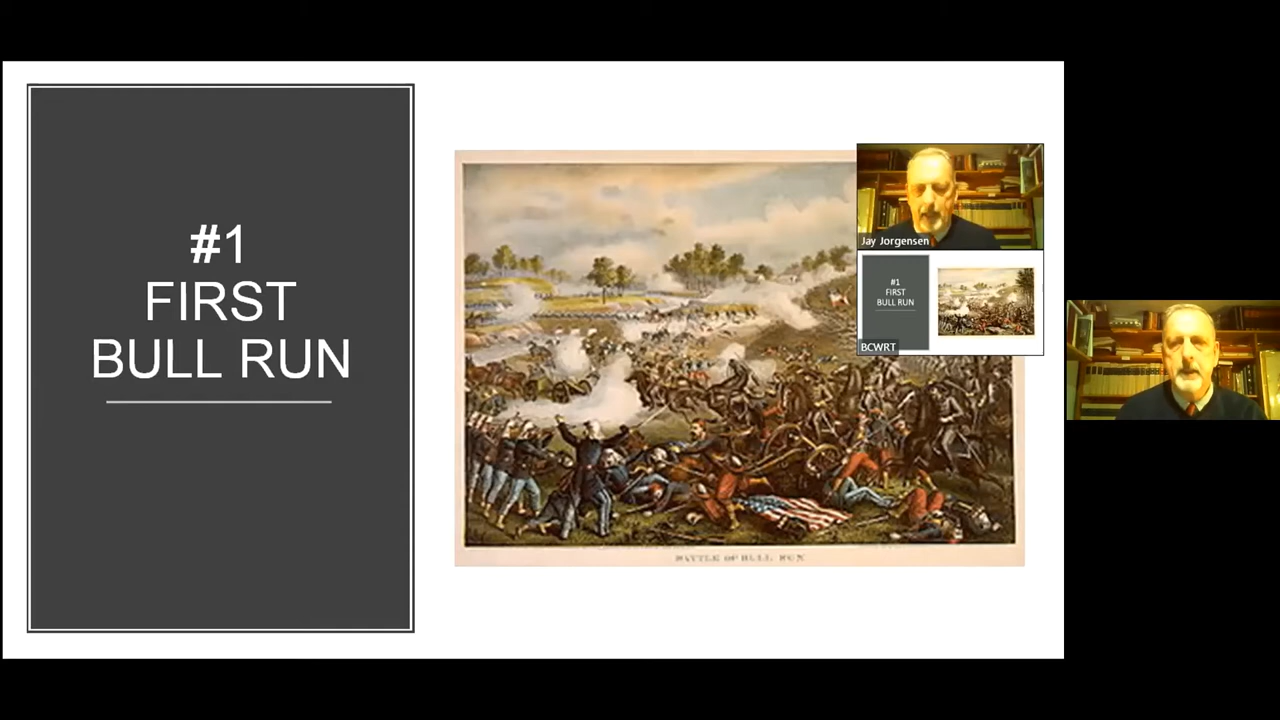 #1
FIRST
BULL RUN
BATTLE OF BULL RUN
Jay Jorgensen
#1
FIRST
BULL RUN
BCWRT